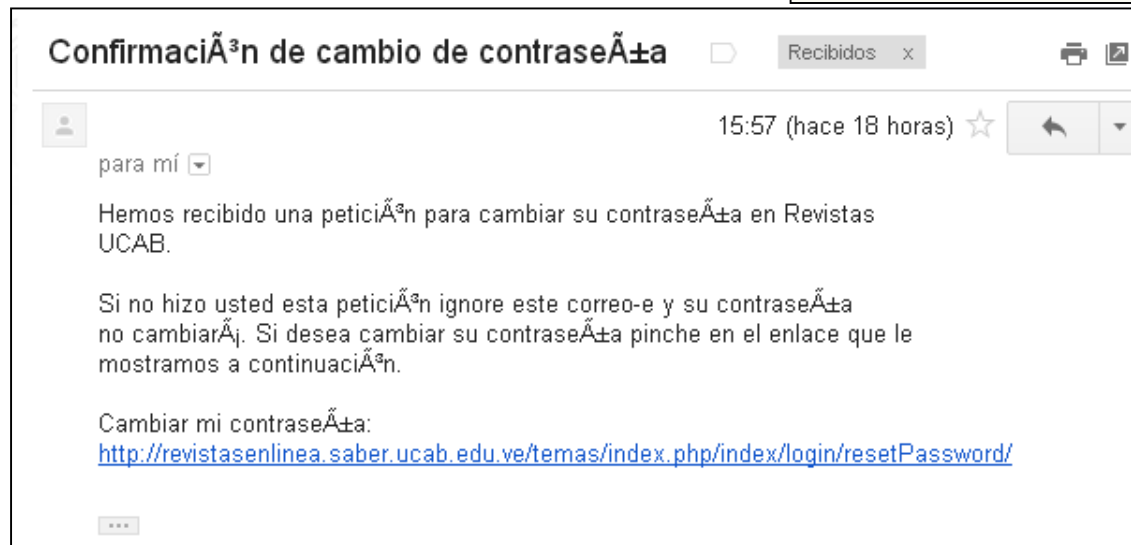 ConfirmaciÃ³n de cambio de contraseÃ±a Recibidos x
15:57 (hace 18 horas)
para mí
Hemos recibido una peticiÃ³n para cambiar su contraseÃ±a en Revistas
UCAB.
Si no hizo usted esta peticiÃ³n ignore este correo-e y su contraseÃ±a
no cambiarÃ¡. Si desea cambiar su contraseÃ±a pinche en el enlace que le
mostramos a continuaciÃ³n.
Cambiar mi contraseÃ±a:
http://revistasenlinea.saber.ucab.edu.ve/temas/index.php/index/login/resetPassword/